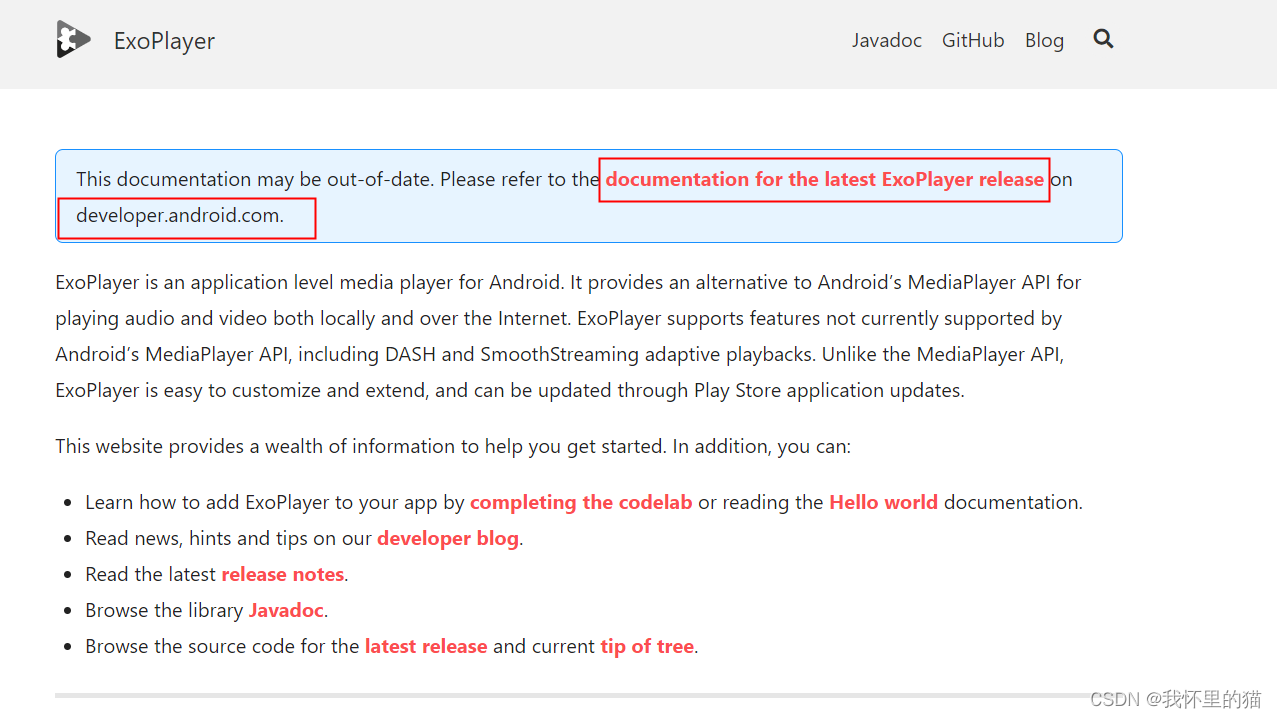 ExoPlayer
Javadoc GitHub Blog
This documentation may be out-of-date. Please refer to the documentation for the latest ExoPlayer release on
developer.android.com.
ExoPlayer is an application level media player for Android. It provides an alternative to Android’s MediaPlayer API for
playing audio and video both locally and over the Internet. ExoPlayer supports features not currently supported by
Android’s MediaPlayer API, including DASH and SmoothStreaming adaptive playbacks. Unlike the MediaPlayer API,
ExoPlayer is easy to customize and extend, and can be updated through Play Store application updates.
This website provides a wealth of information to help you get started. In addition, you can:
• Learn how to add ExoPlayer to your app by completing the codelab or reading the Hello world documentation.
• Read news, hints and tips on our developer blog.
• Read the latest release notes.
• Browse the library Javadoc.
• Browse the source code for the latest release and current tip of tree.
CSDN @我怀里的猫